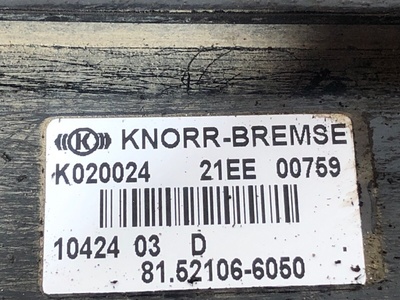 K KNORR-BREMSE
K020024 21EE 00759
10424 03 D
81.52106-6050